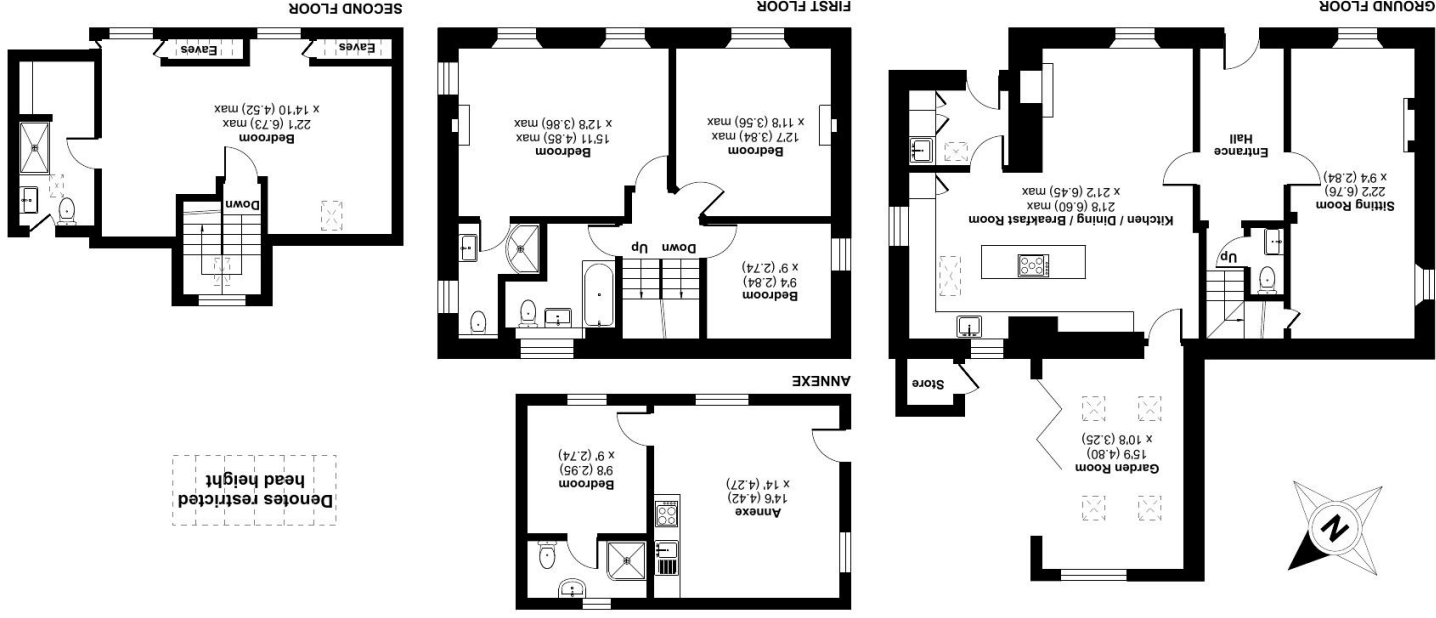 N
Garden Room
15'9 (4.80)
x 10'8 (3.25)
Store
Annexe
14'6 (4.42)
x 14' (4.27)
Bedroom
9'8 (2.95)
x 9' (2.74)
ANNEXE
Denotes restricted
head height
Up
Sitting Room
22'2 (6.76)
x 9'4 (2.84)
Entrance
Hall
Kitchen / Dining / Breakfast Room
21'8 (6.60) max
x 21'2 (6.45) max
GROUND FLOOR
Bedroom
9'4 (2.84)
x 9' (2.74)
Down
Up
Bedroom
12'7 (3.84) max
x 11'8 (3.56) max
Bedroom
15'11 (4.85) max
x 12'8 (3.86) max
FIRST FLOOR
Down
Bedroom
22'1 (6.73) max
x 14'10 (4.52) max
Eaves
Eaves
SECOND FLOOR